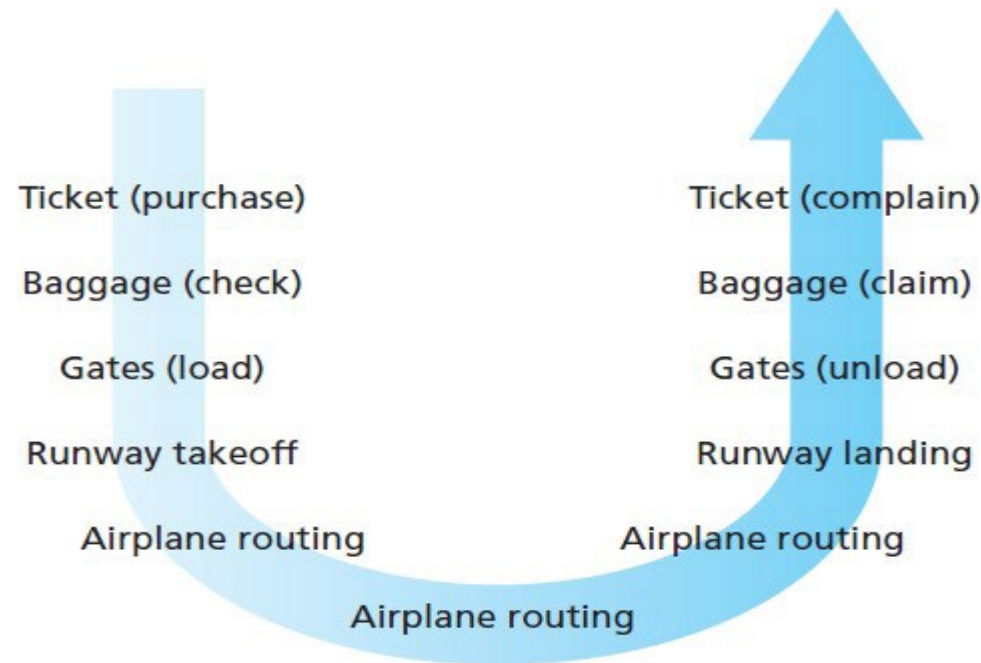 Ticket (purchase)
Ticket (complain)
Baggage (check)
Baggage (claim)
Gates (load)
Gates (unload)
Runway takeoff
Runway landing
Airplane routing
Airplane routing
Airplane routing